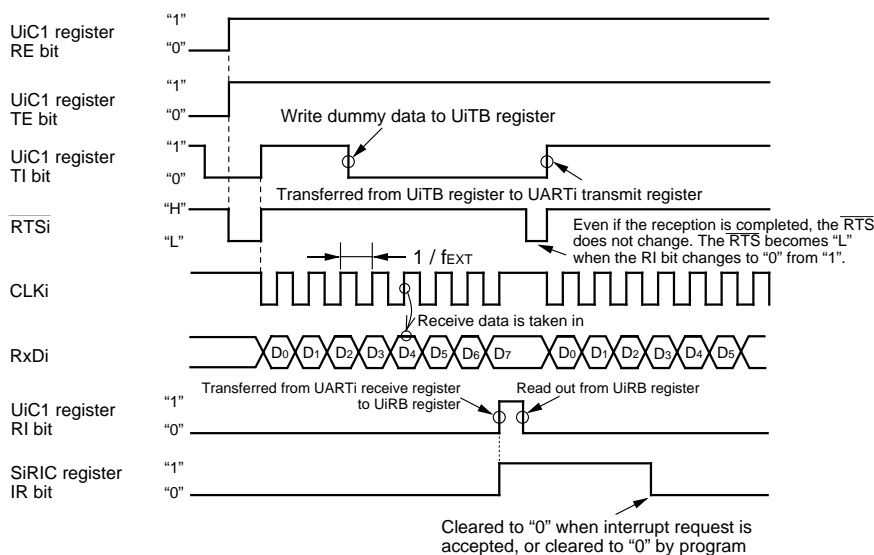 UiC1 register
RE bit
“1”
“0”
UiC1 register
TE bit
“1”
“0”
Write dummy data to UiTB register
UiC1 register
TI bit
“1”
“0”
Transferred from UiTB register to UARTi transmit register
RTSi
“H”
“L”
Even if the reception is completed, the RTS
does not change. The RTS becomes “L”
when the RI bit changes to “0” from “1”.
1 / fEXT
CLKi
Receive data is taken in
RxDi
D0 D1 D2 D3 D4 D5 D6 D7 D0 D1 D2 D3 D4 D5
Transferred from UARTi receive register
to UiRB register
Read out from UiRB register
UiC1 register
RI bit
“1”
“0”
SiRIC register
IR bit
“1”
“0”
Cleared to “0” when interrupt request is
accepted, or cleared to “0” by program